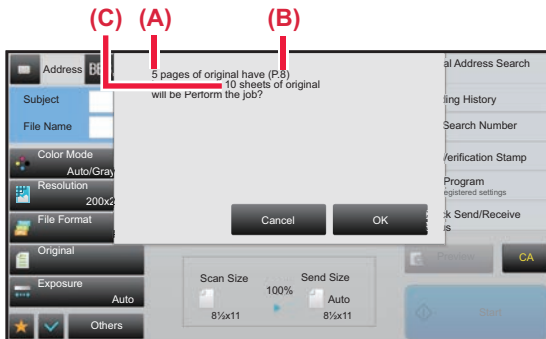 (C) (A) (B)
Address
al Address Search
5 pages of original have (P.8)
10 sheets of original
will be Perform the job?
Subject
ling History
File Name
Search Number
Color Mode
Auto/Gray
Verification Stamp
Resolution
200x2
Program
egistered settings
File Format
Cancel
OK
k Send/Receive
us
Original
Preview
CA
Exposure
Auto
Scan Size
100%
Send Size
Auto
8½x11
8½x11
Start
Others